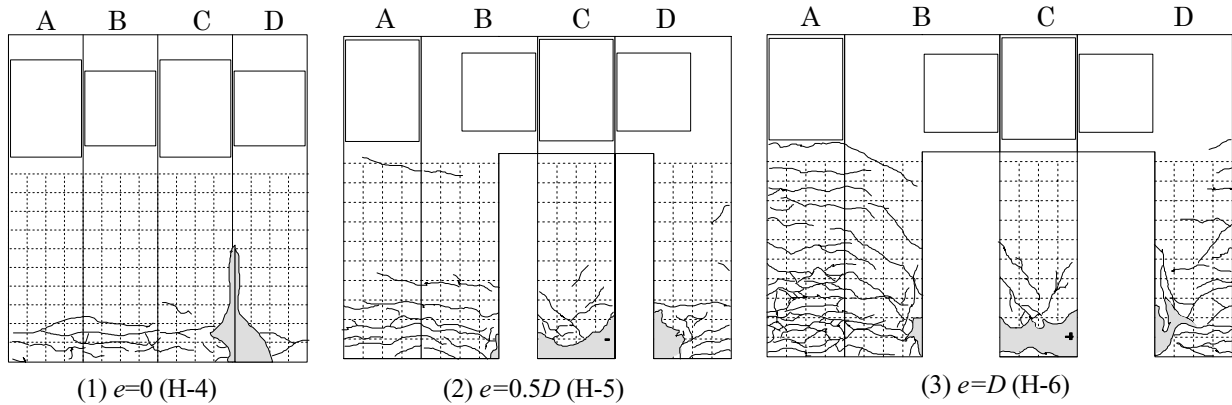 A B C D
A B C D
A B C D
(1) e=0 (H-4)
(2) e=0.5D (H-5)
(3) e=D (H-6)